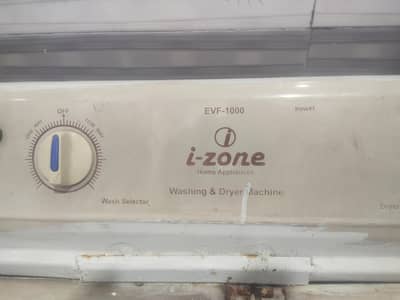 EVF-1000
Power
OFF
i-zone
Home Appliances
Washing & Dryer Machine
Wash Selector